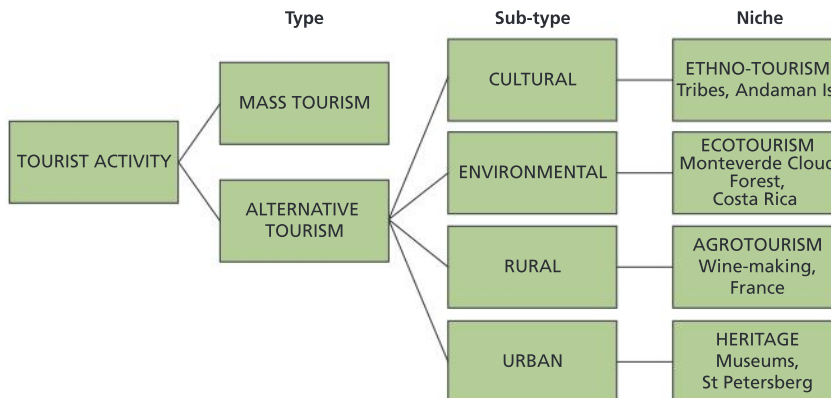 Type
Sub-type
Niche
TOURIST ACTIVITY
MASS TOURISM
ALTERNATIVE
TOURISM
CULTURAL
ENVIRONMENTAL
RURAL
URBAN
ETHNO-TOURISM
Tribes, Andaman
ECOTOURISM
Monteverde Cloud
Forest,
Costa Rica
AGROTOURISM
Wine-making,
France
HERITAGE
Museums,
St Petersberg